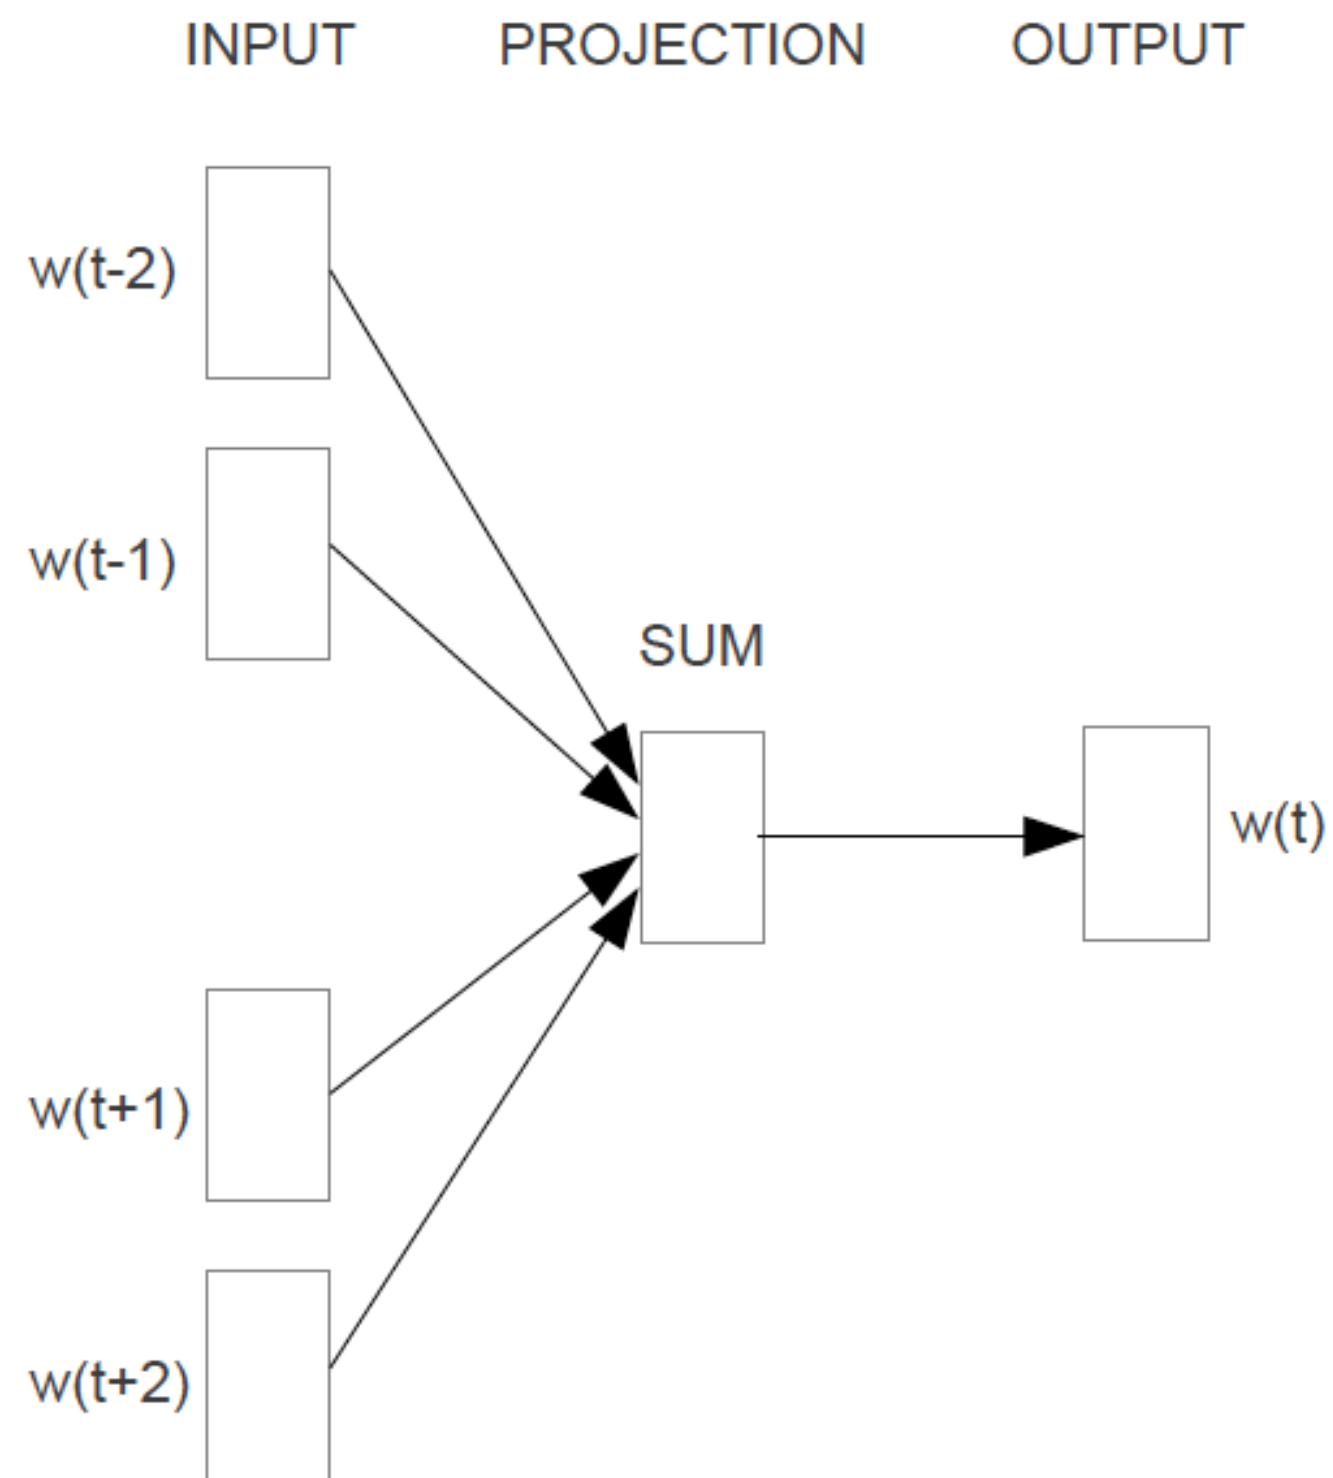 INPUT PROJECTION OUTPUT
w(t-2)
w(t-1)
SUM
w(t)
w(t+1)
w(t+2)